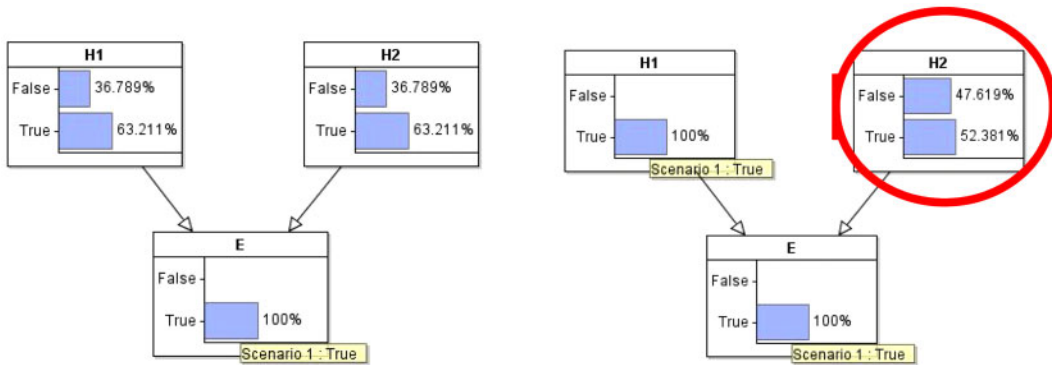 H1
False
36.789%
True
63.211%
H2
False
36.789%
True
63.211%
E
False
True
100%
Scenario 1 : True
H1
False
True
100%
Scenario 1 : True
H2
False
47.619%
True
52.381%
E
False
True
100%
Scenario 1 : True